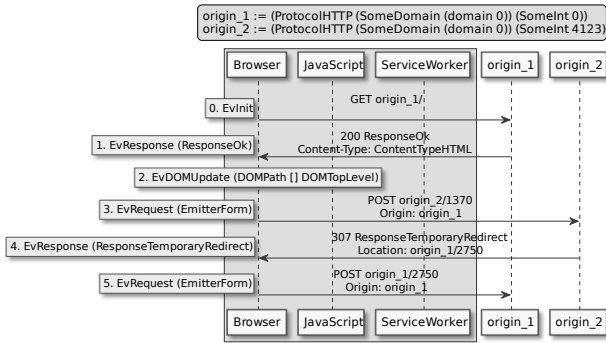 origin_1 := (ProtocolHTTP (SomeDomain (domain 0)) (SomeInt 0))
origin_2 := (ProtocolHTTP (SomeDomain (domain 0)) (SomeInt 4123)
Browser JavaScript ServiceWorker origin_1 origin_2
GET origin_1/
0. EvInit
200 ResponseOk
1. EvResponse (ResponseOk) Content-Type: ContentTypeHTML
2. EvDOMUpdate (DOMPath [] DOMTopLevel)
POST origin_2/1370
3. EvRequest (EmitterForm) Origin: origin_1
307 ResponseTemporaryRedirect
4. EvResponse (ResponseTemporaryRedirect) Location: origin_1/2750
POST origin_1/2750
5. EvRequest (EmitterForm) Origin: origin_1
Browser JavaScript ServiceWorker origin_1 origin_2